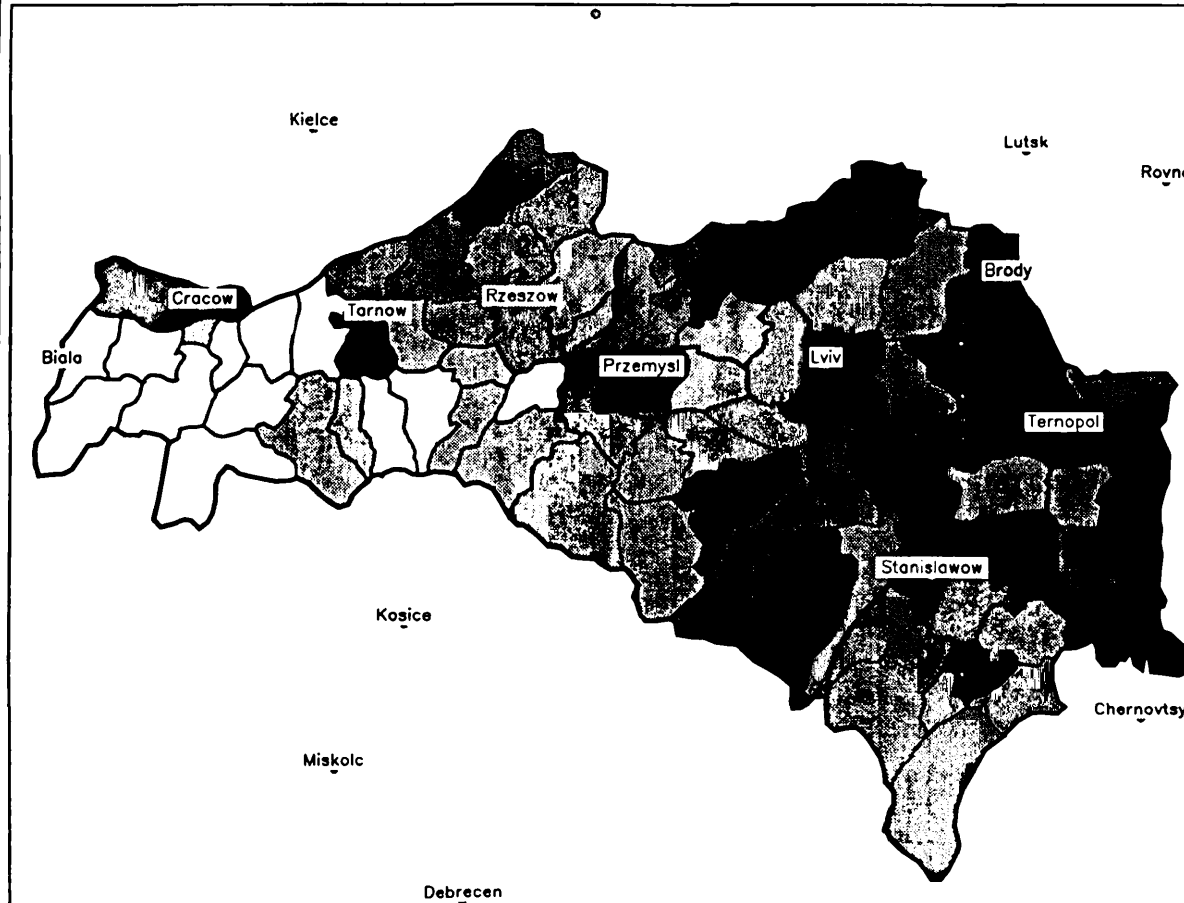 Kielce
Lutsk
Rovno
Brody
Cracow
Rzeszow
Tarnow
Biala
Przemysl
Lviv
Ternopol
Stanislawow
Kosice
Chernovtsy
Miskolc
Debrecen